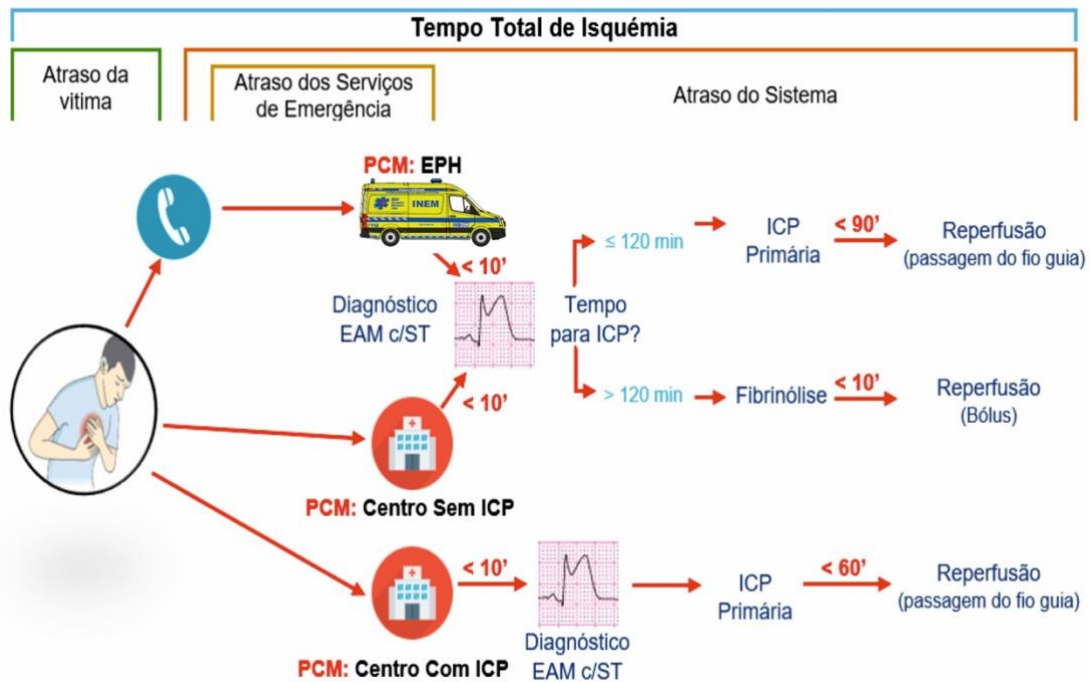 Tempo Total de Isquémia
Atraso da
vitima
Atraso dos Serviços
de Emergência
Atraso do Sistema
PCM: EPH
INEM
< 10'
Diagnóstico
EAM c/ST
Tempo
para ICP?
≤ 120 min
ICP
Primária
< 90'
Reperfusão
(passagem do fio guia)
> 120 min
Fibrinólise
< 10'
Reperfusão
(Bólus)
< 10'
PCM: Centro Sem ICP
< 10'
Diagnóstico
EAM c/ST
ICP
Primária
< 60'
Reperfusão
(passagem do fio guia)
PCM: Centro Com ICP